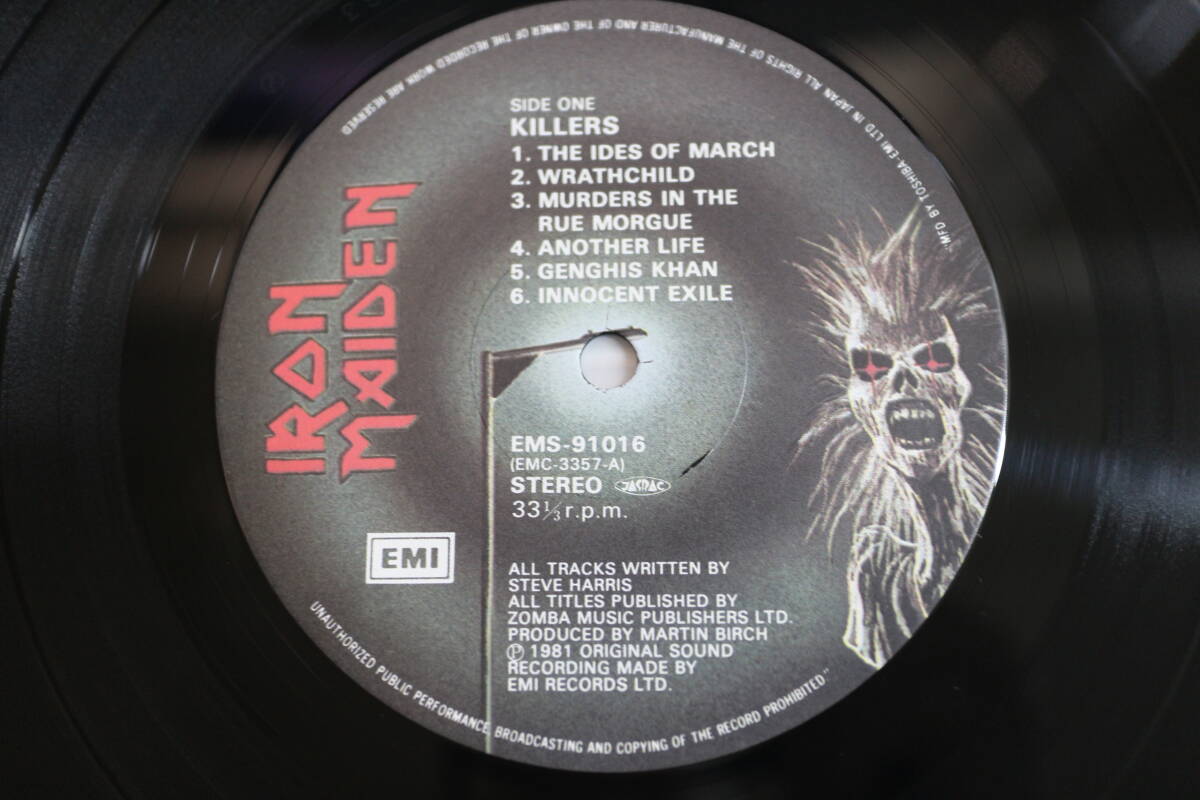 SIDE ONE
KILLERS
1. THE IDES OF MARCH
2. WRATHCHILD
3. MURDERS IN THE
RUE MORGUE
4. ANOTHER LIFE
5. GENGHIS KHAN
6. INNOCENT EXILE
IRON
MAIDEN
EMS-91016
(EMC-3357-A)
STEREO JASRAC
33 1/3 r.p.m.
EMI
ALL TRACKS WRITTEN BY
STEVE HARRIS
ALL TITLES PUBLISHED BY
ZOMBA MUSIC PUBLISHERS LTD.
PRODUCED BY MARTIN BIRCH
℗ 1981 ORIGINAL SOUND
RECORDING MADE BY
EMI RECORDS LTD.
"MFD BY TOSHIBA-EMI LTD IN JAPAN ALL RIGHTS OF THE MANUFACTURER AND OF THE OWNER OF THE RECORDED WORK ARE RESERVED
UNAUTHORIZED PUBLIC PERFORMANCE, BROADCASTING AND COPYING OF THE RECORD PROHIBITED"